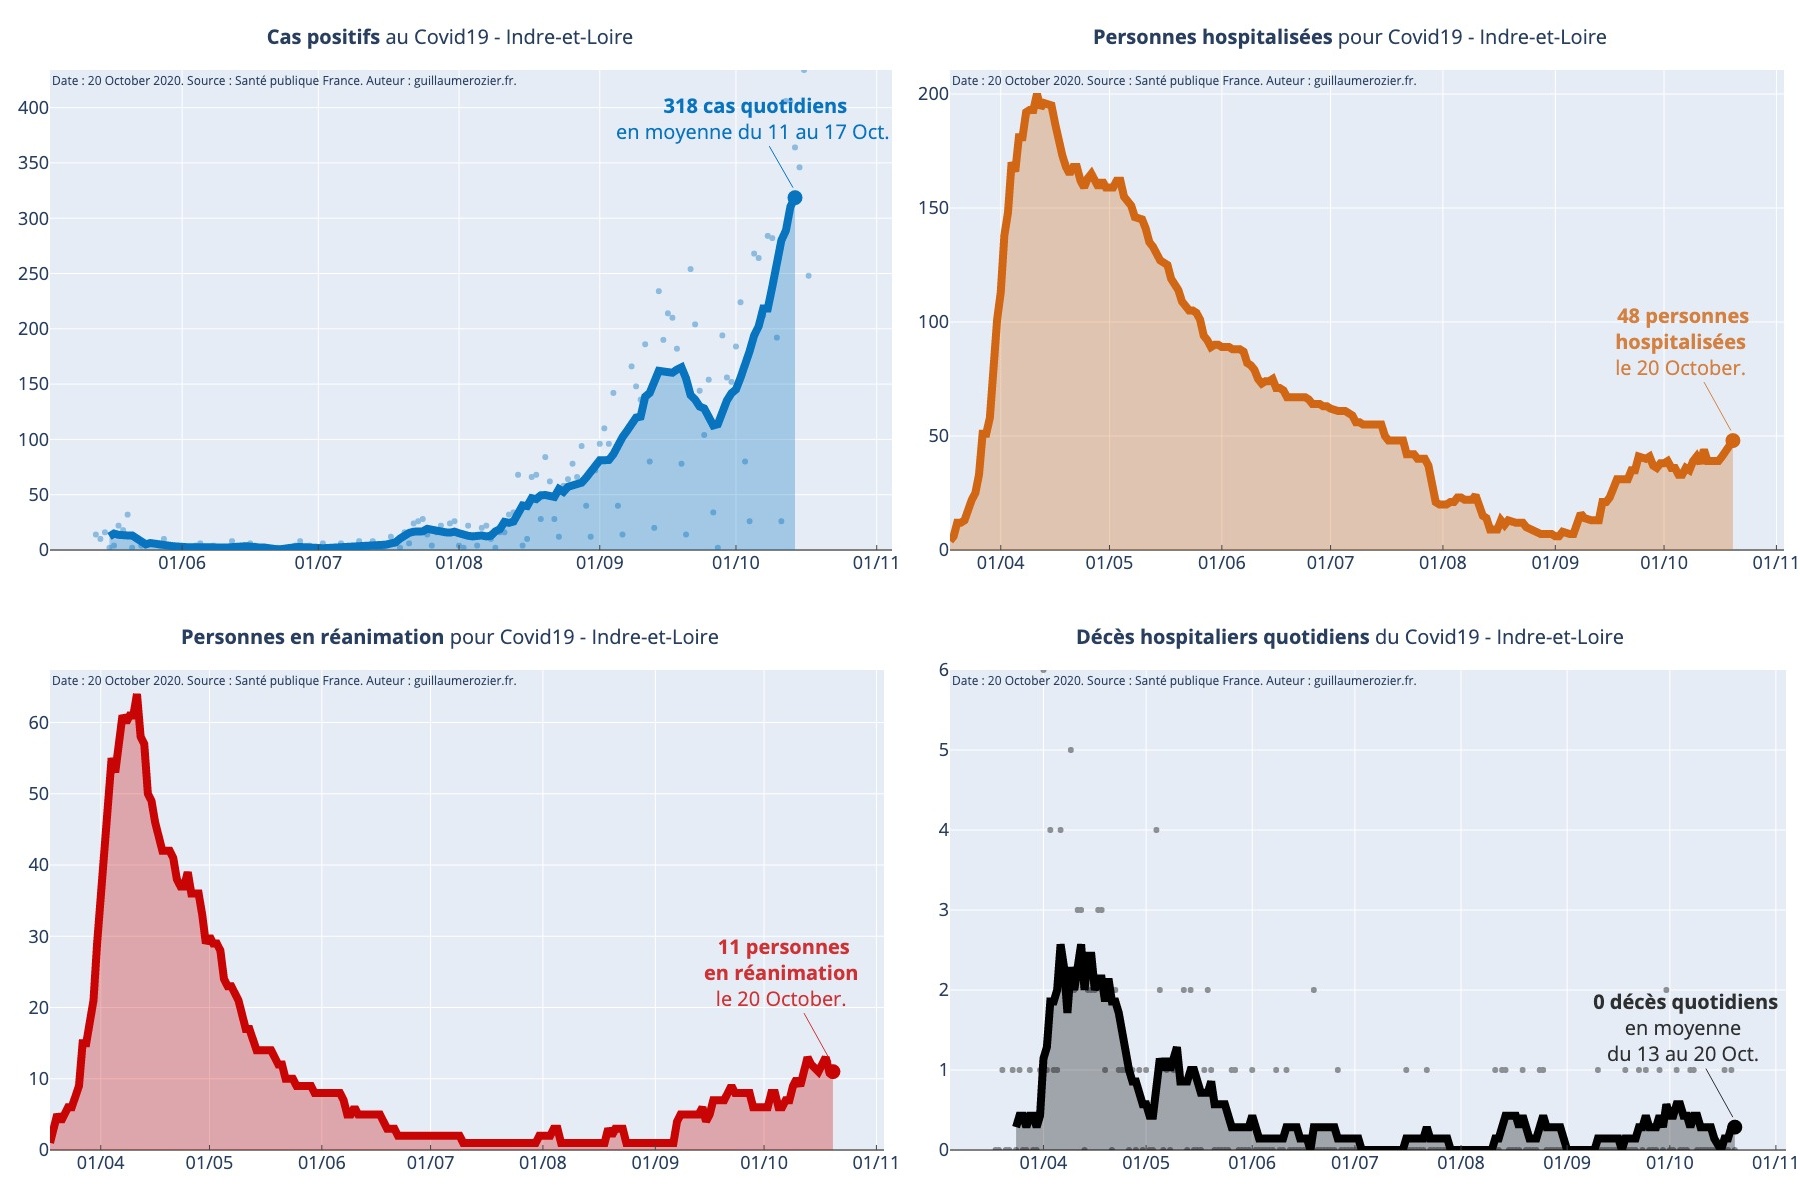 Cas positifs au Covid19 - Indre-et-Loire
Date : 20 October 2020. Source : Santé publique France. Auteur : guillaumerozier.fr.
318 cas quotidiens
en moyenne du 11 au 17 Oct.
400
350
300
250
200
150
100
50
0
01/06 01/07 01/08 01/09 01/10 01/11
Personnes hospitalisées pour Covid19 - Indre-et-Loire
Date : 20 October 2020. Source : Santé publique France. Auteur : guillaumerozier.fr.
200
150
100
50
0
48 personnes
hospitalisées
le 20 October.
01/04 01/05 01/06 01/07 01/08 01/09 01/10 01/11
Personnes en réanimation pour Covid19 - Indre-et-Loire
Date : 20 October 2020. Source : Santé publique France. Auteur : guillaumerozier.fr.
60
50
40
30
20
10
0
11 personnes
en réanimation
le 20 October.
01/04 01/05 01/06 01/07 01/08 01/09 01/10 01/11
Décès hospitaliers quotidiens du Covid19 - Indre-et-Loire
Date : 20 October 2020. Source : Santé publique France. Auteur : guillaumerozier.fr.
6
5
4
3
2
1
0
0 décès quotidiens
en moyenne
du 13 au 20 Oct.
01/04 01/05 01/06 01/07 01/08 01/09 01/10 01/11